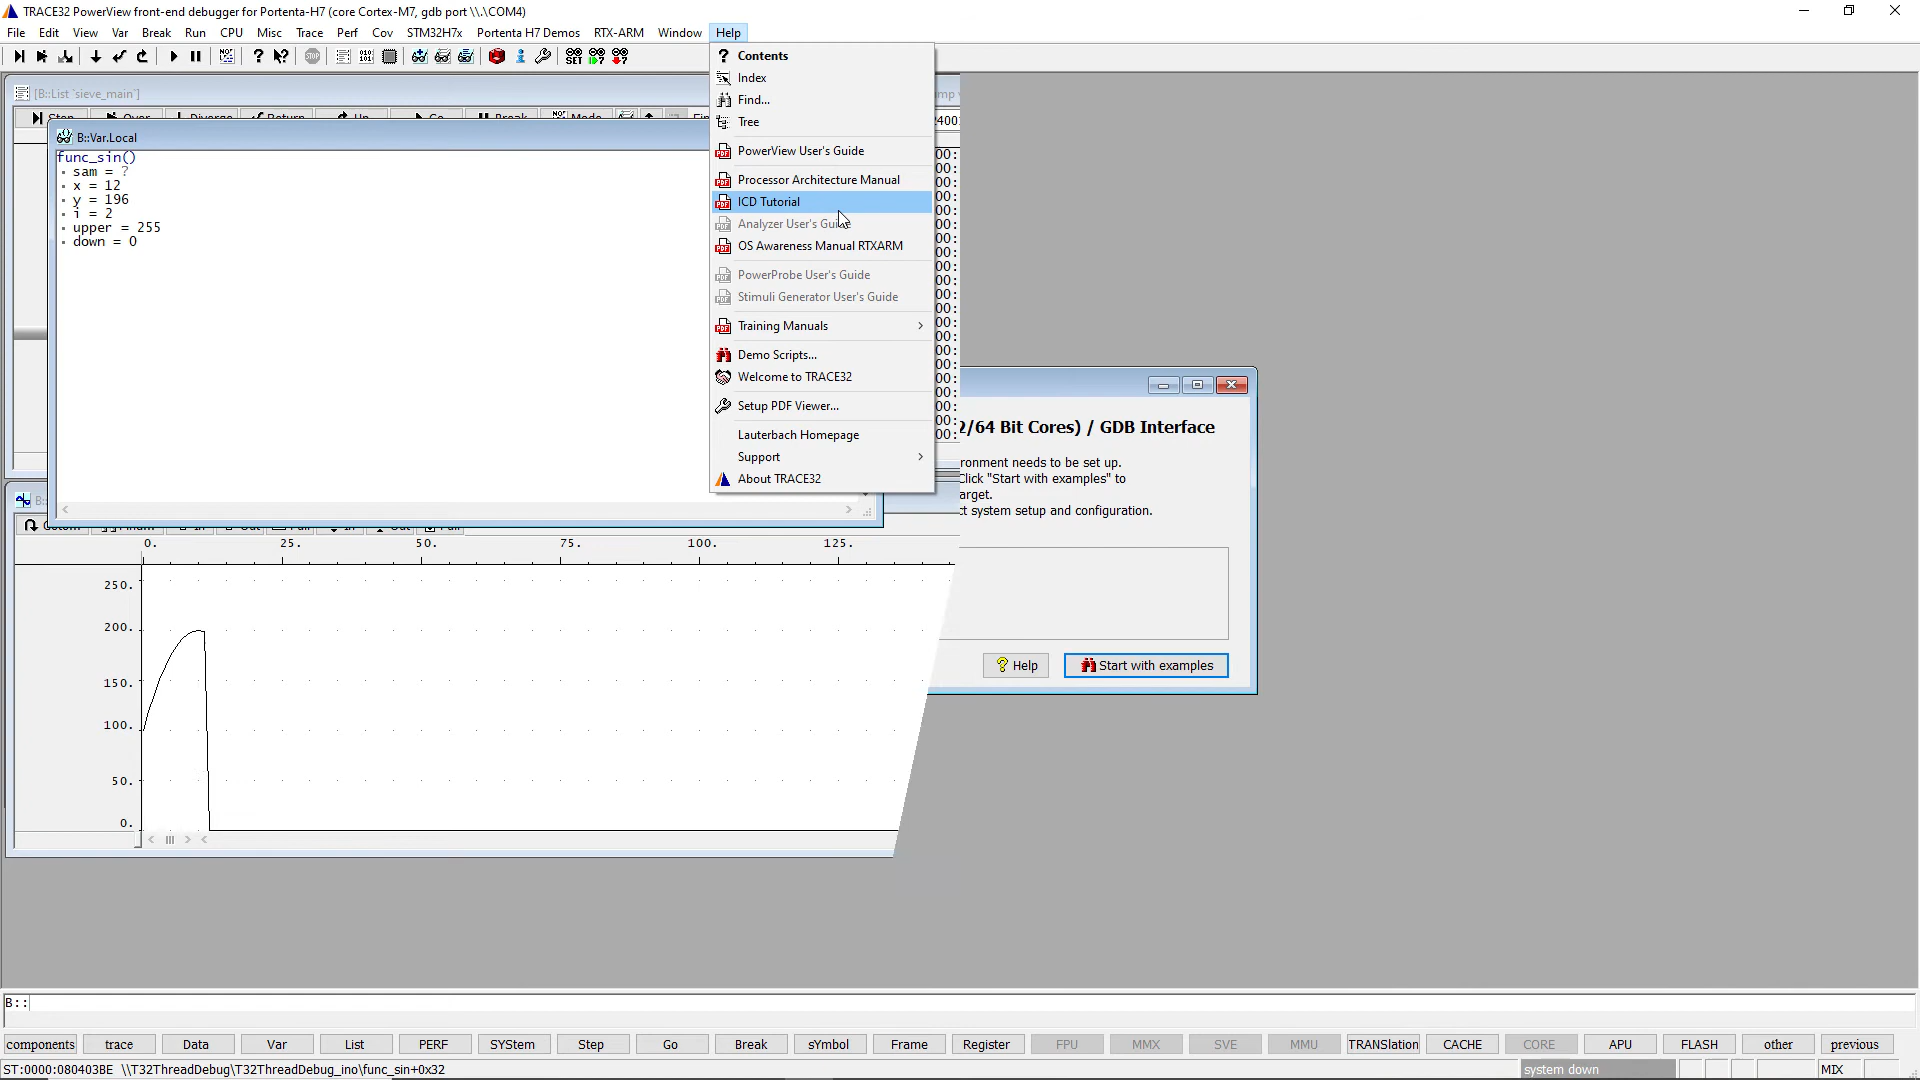 TRACE32 PowerView front-end debugger for Portenta-H7 (core Cortex-M7, gdb port \\.\COM4)
File Edit View Var Break Run CPU Misc Trace Perf Cov STM32H7x Portenta H7 Demos RTX-ARM Window Help
[B::List `sieve_main`]
B::Var.Local
func_sin()
sam = ?
x = 12
y = 196
i = 2
upper = 255
down = 0
Contents
Index
Find...
Tree
PowerView User's Guide
Processor Architecture Manual
ICD Tutorial
Analyzer User's Guide
OS Awareness Manual RTXARM
PowerProbe User's Guide
Stimuli Generator User's Guide
Training Manuals
Demo Scripts...
Welcome to TRACE32
Setup PDF Viewer...
Lauterbach Homepage
Support
About TRACE32
2/64 Bit Cores) / GDB Interface
ronment needs to be set up.
Click "Start with examples" to
arget.
ct system setup and configuration.
Help Start with examples
0. 25. 50. 75. 100. 125.
250.
200.
150.
100.
50.
0.
B::
components trace Data Var List PERF SYStem Step Go Break sYmbol Frame Register FPU MMX SVE MMU TRANSlation CACHE CORE APU FLASH other previous
ST:0000:080403BE \\T32ThreadDebug\T32ThreadDebug_ino\func_sin+0x32 system down MIX